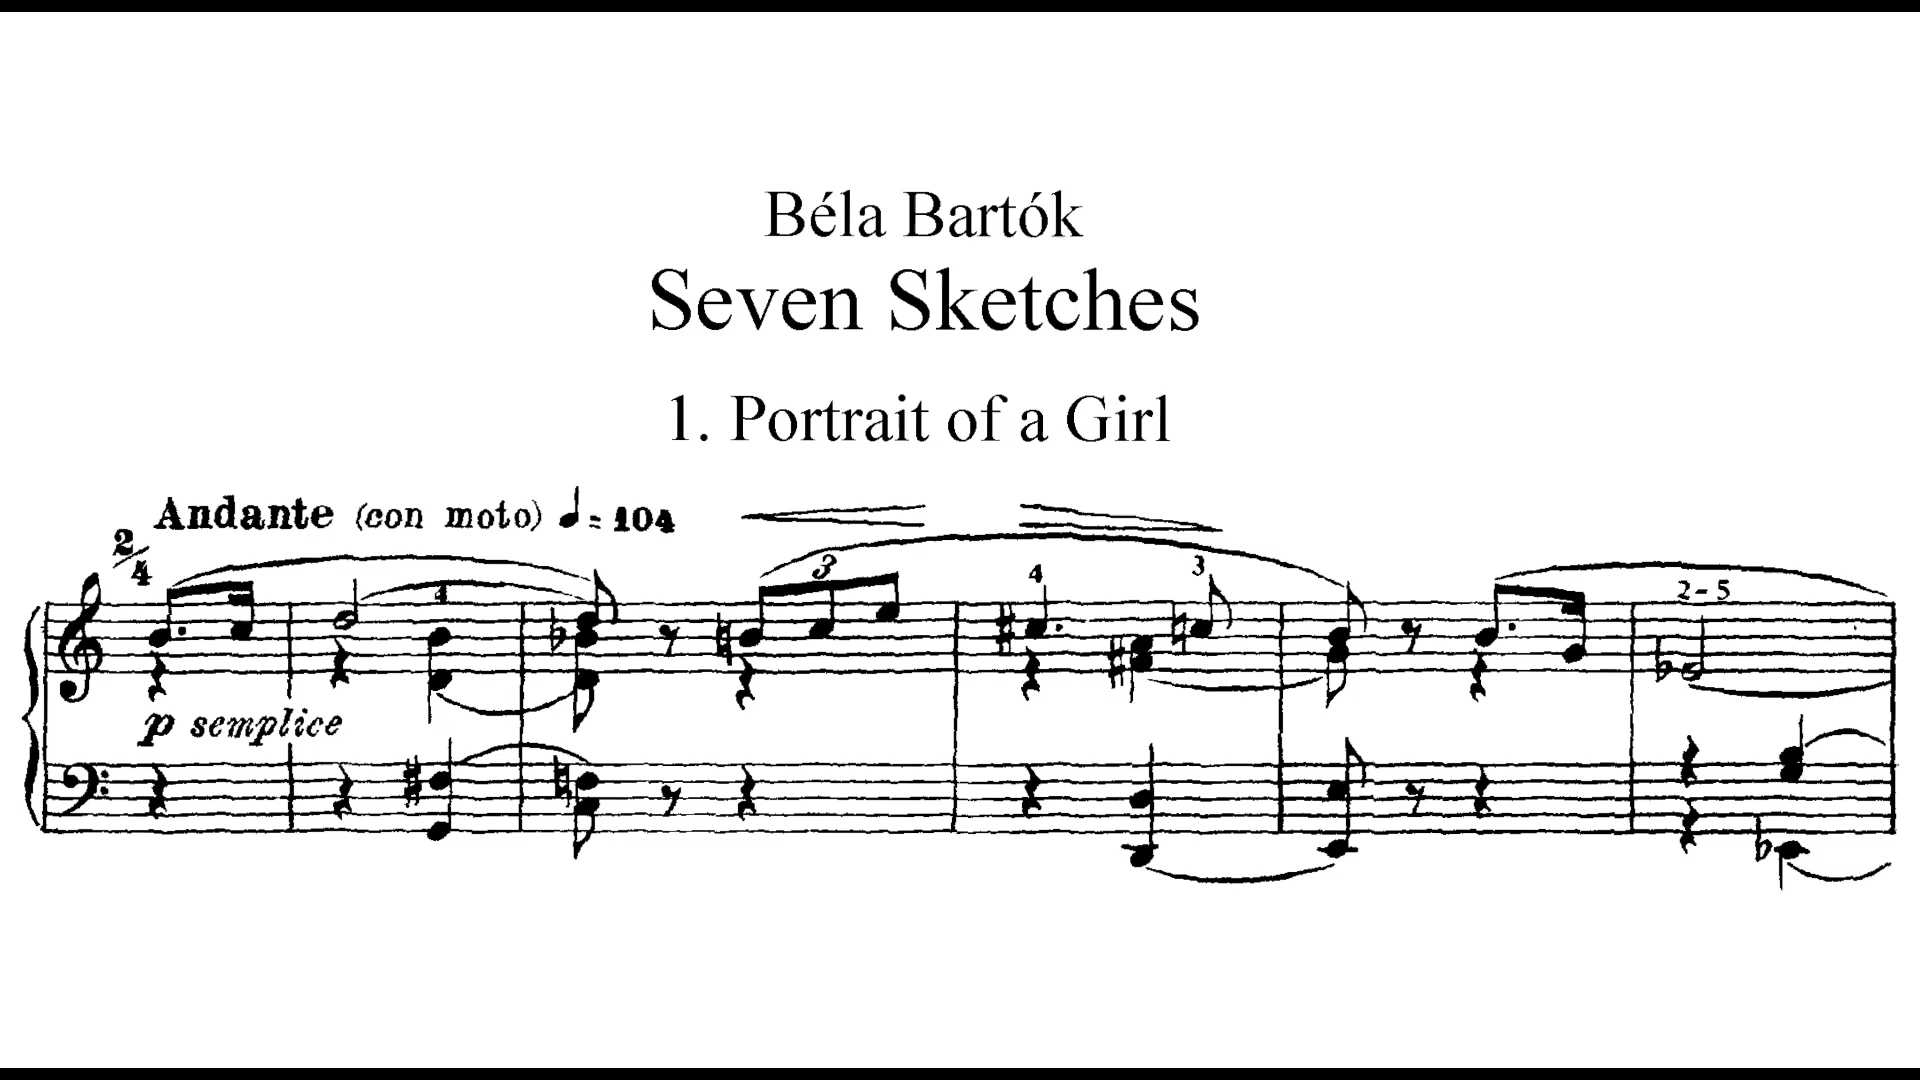 Béla Bartók
Seven Sketches
1. Portrait of a Girl
Andante (con moto) ♩=104
2/4
3
4
4
3
2-5
p semplice